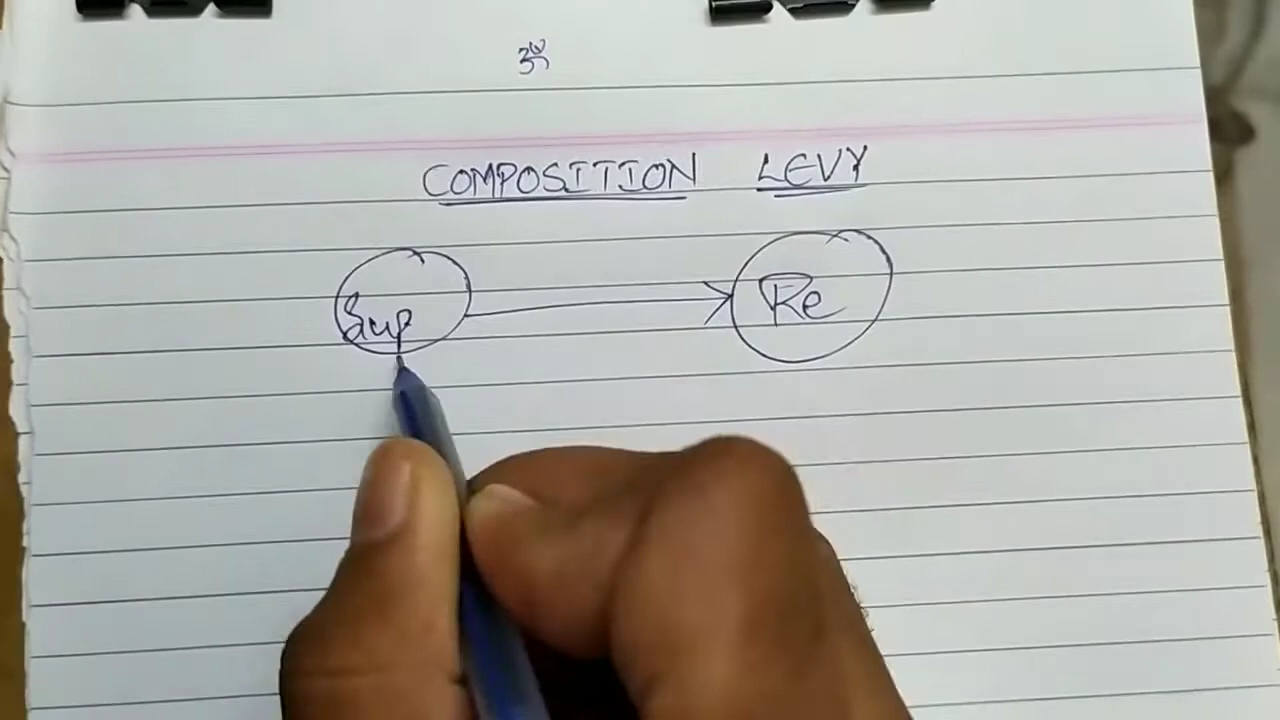 ॐ
COMPOSITION LEVY
Sup Re